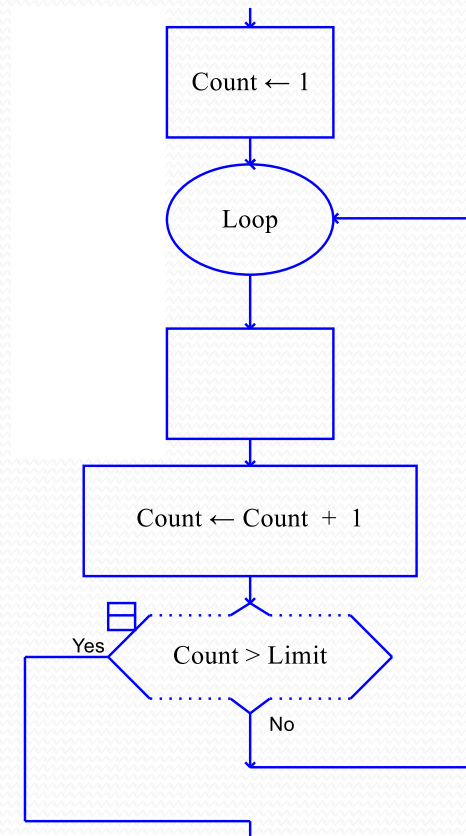 Count ← 1
Loop
Count ← Count + 1
Yes
Count > Limit
No